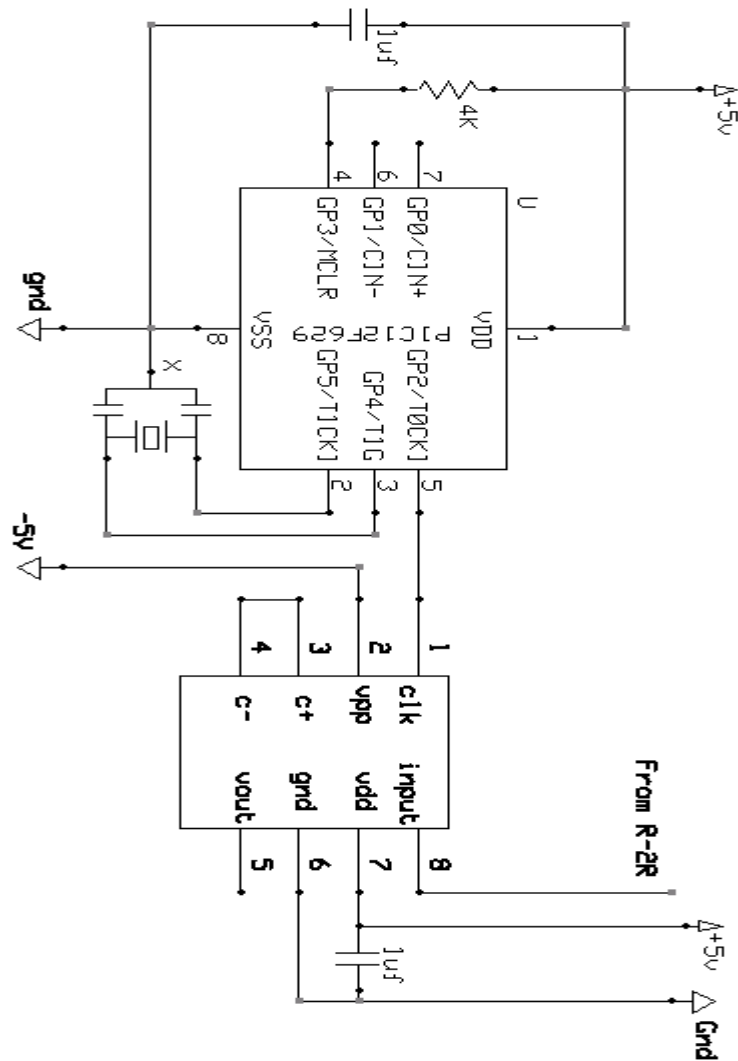 1uf
4K
+5v
4
6
7
U
GP3/MCLR
GP1/CIN-
GP0/CIN+
gnd
8
VSS
PIC12F629
VDD
1
X
GP5/T1CKI
GP4/T1G
GP2/T0CKI
2
3
5
-5V
4
3
2
1
c-
c+
vpp
clk
vout
gnd
vdd
input
5
6
7
8
From R-2R
+5v
1uf
Gnd